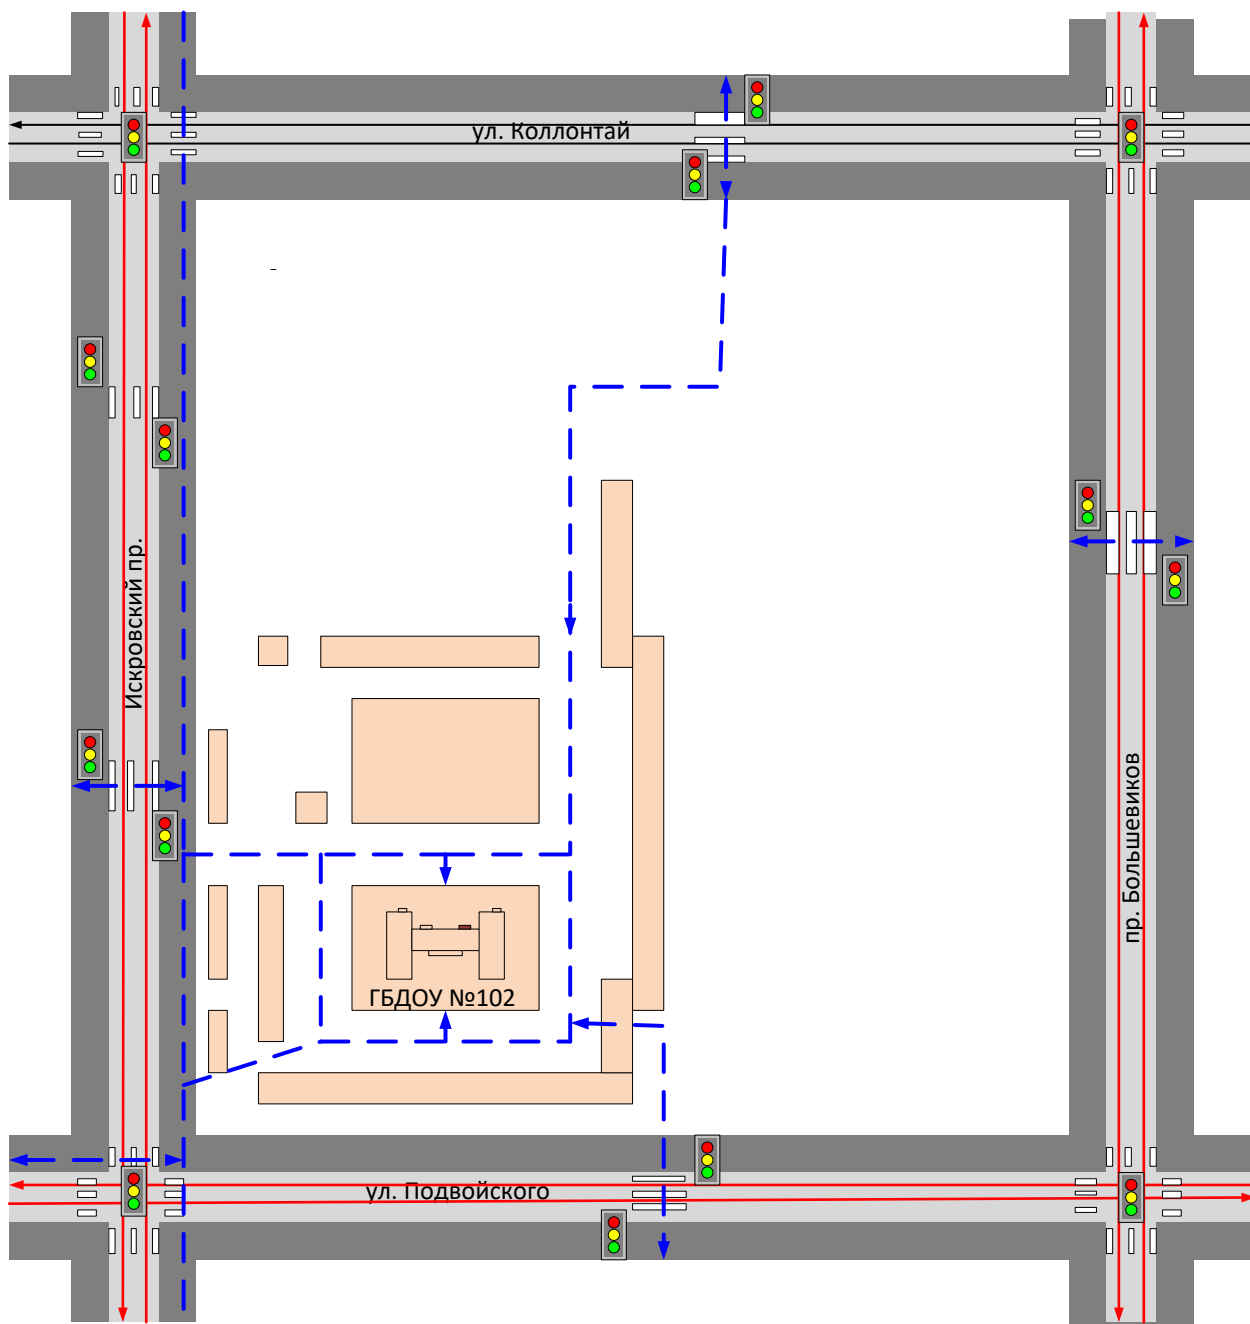 ул. Коллонтай
Искровский пр.
пр. Большевиков
ГБДОУ №102
ул. Подвойского